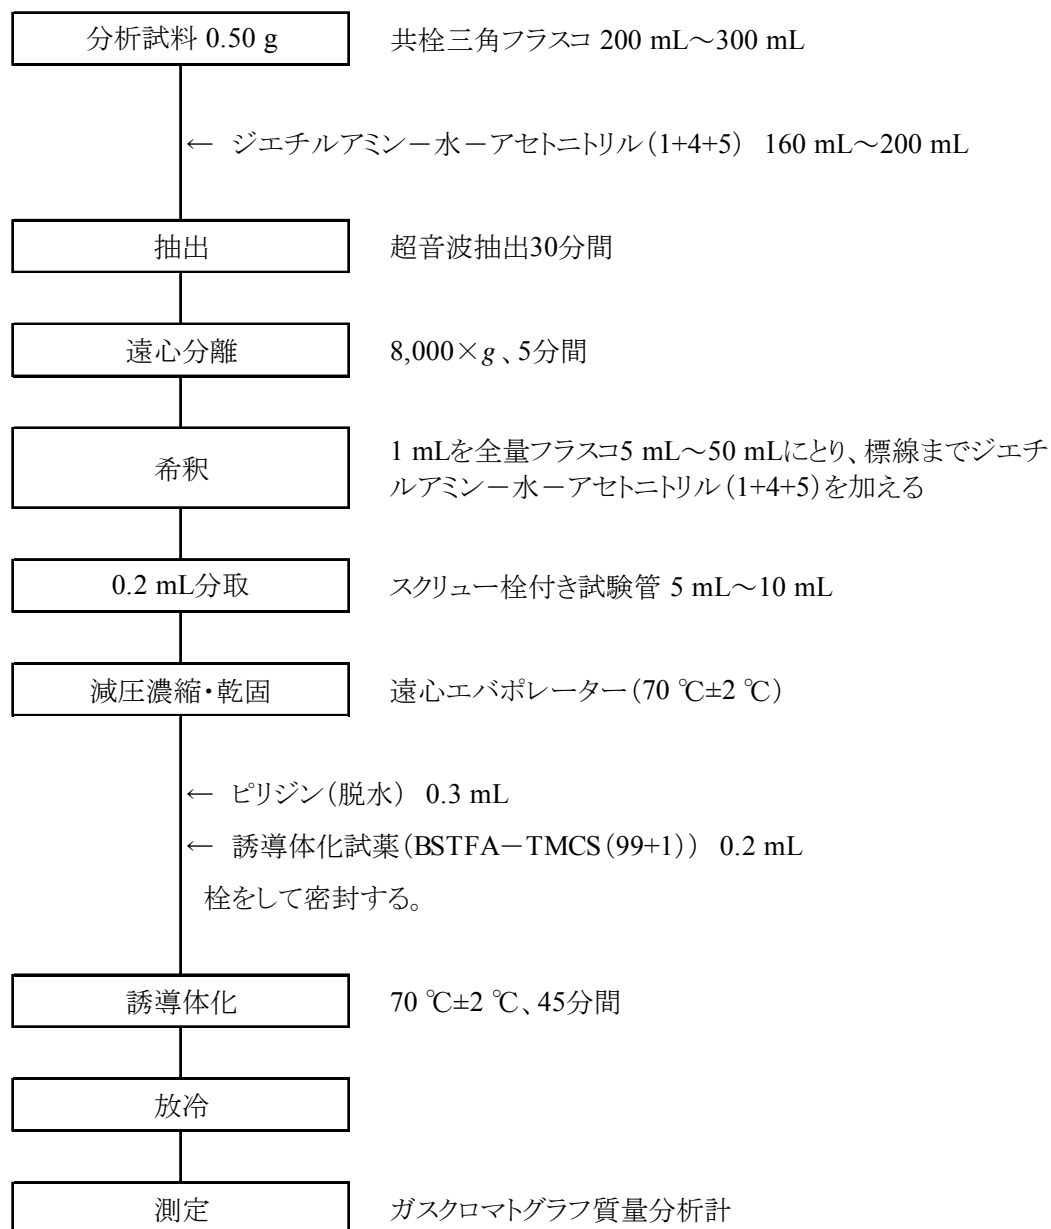 分析試料 0.50 g 共栓三角フラスコ 200 mL～300 mL
← ジエチルアミン－水－アセトニトリル（1+4+5） 160 mL～200 mL
抽出 超音波抽出30分間
遠心分離 8,000×g、5分間
希釈 1 mLを全量フラスコ5 mL～50 mLにとり、標線までジエチ
ルアミン－水－アセトニトリル（1+4+5）を加える
0.2 mL分取 スクリュー栓付き試験管 5 mL～10 mL
減圧濃縮・乾固 遠心エバポレーター（70 ℃±2 ℃）
← ピリジン（脱水） 0.3 mL
← 誘導体化試薬（BSTFA－TMCS（99+1）） 0.2 mL
栓をして密封する。
誘導体化 70 ℃±2 ℃、45分間
放冷
測定 ガスクロマトグラフ質量分析計